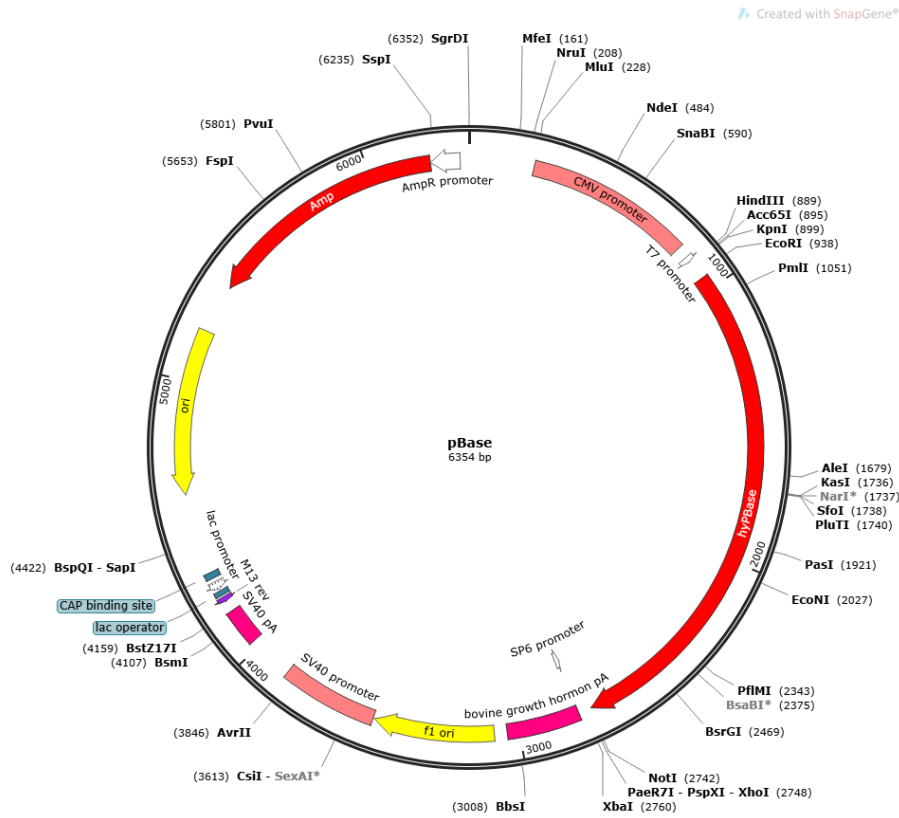 Created with SnapGene®
(6352) SgrDI
(6235) SspI
(5801) PvuI
(5653) FspI
MfeI (161)
NruI (208)
MluI (228)
NdeI (484)
SnaBI (590)
HindIII (889)
Acc65I (895)
KpnI (899)
EcoRI (938)
PmlI (1051)
6000
AmpR promoter
Amp
CMV promoter
T7 promoter
1000
5000
ori
pBase
6354 bp
hyPBase
AleI (1679)
KasI (1736)
NarI* (1737)
SfoI (1738)
PluTI (1740)
PasI (1921)
2000
EcoNI (2027)
PflMI (2343)
BsaBI* (2375)
BsrGI (2469)
NotI (2742)
PaeR7I - PspXI - XhoI (2748)
XbaI (2760)
lac promoter
M13 rev
SV40 pA
(4422) BspQI - SapI
CAP binding site
lac operator
(4159) BstZ17I
(4107) BsmI
4000
SV40 promoter
SP6 promoter
bovine growth hormon pA
f1 ori
3000
(3846) AvrII
(3613) CsiI - SexAI*
(3008) BbsI